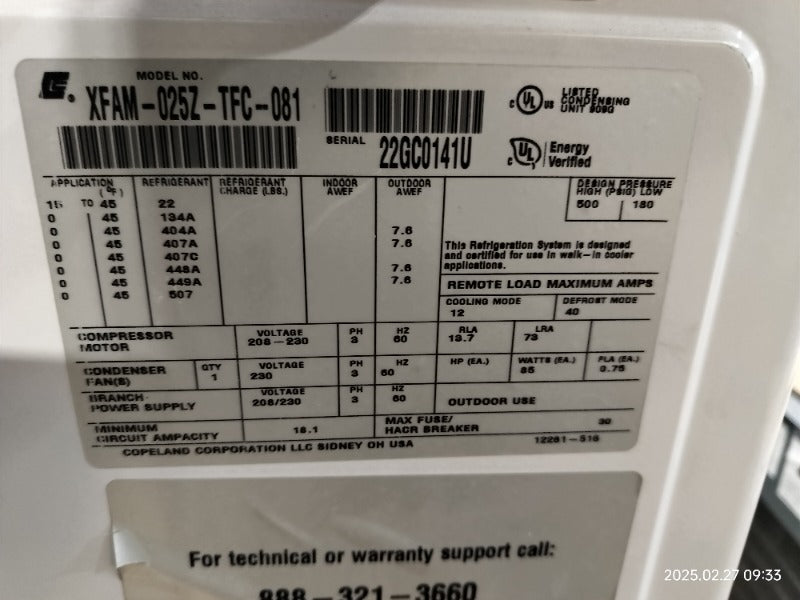 MODEL NO.
XFAM-025Z-TFC-081
SERIAL 22GC0141U
C UL US LISTED
CONDENSING
UNIT 909G
UL Energy
Verified
APPLICATION (°F) REFRIGERANT REFRIGERANT CHARGE (LBS.) INDOOR AWEF OUTDOOR AWEF
15 TO 45 22
0 45 134A
0 45 404A 7.6
0 45 407A 7.6
0 45 407C
0 45 448A 7.6
0 45 449A 7.6
0 45 507
DESIGN PRESSURE
HIGH (PSIG) LOW
500 180
This Refrigeration System is designed
and certified for use in walk-in cooler
applications.
REMOTE LOAD MAXIMUM AMPS
COOLING MODE DEFROST MODE
12 40
COMPRESSOR MOTOR VOLTAGE 208-230 PH 3 HZ 60 RLA 13.7 LRA 73
CONDENSER FAN(S) QTY 1 VOLTAGE 230 PH 3 HZ 60 HP (EA.) WATTS (EA.) 85 FLA (EA.) 0.75
BRANCH POWER SUPPLY VOLTAGE 208/230 PH 3 HZ 60 OUTDOOR USE
MINIMUM CIRCUIT AMPACITY 18.1 MAX FUSE/ HACR BREAKER 30
COPELAND CORPORATION LLC SIDNEY OH USA 12261-516
For technical or warranty support call:
888-321-3660
2025.02.27 09:33